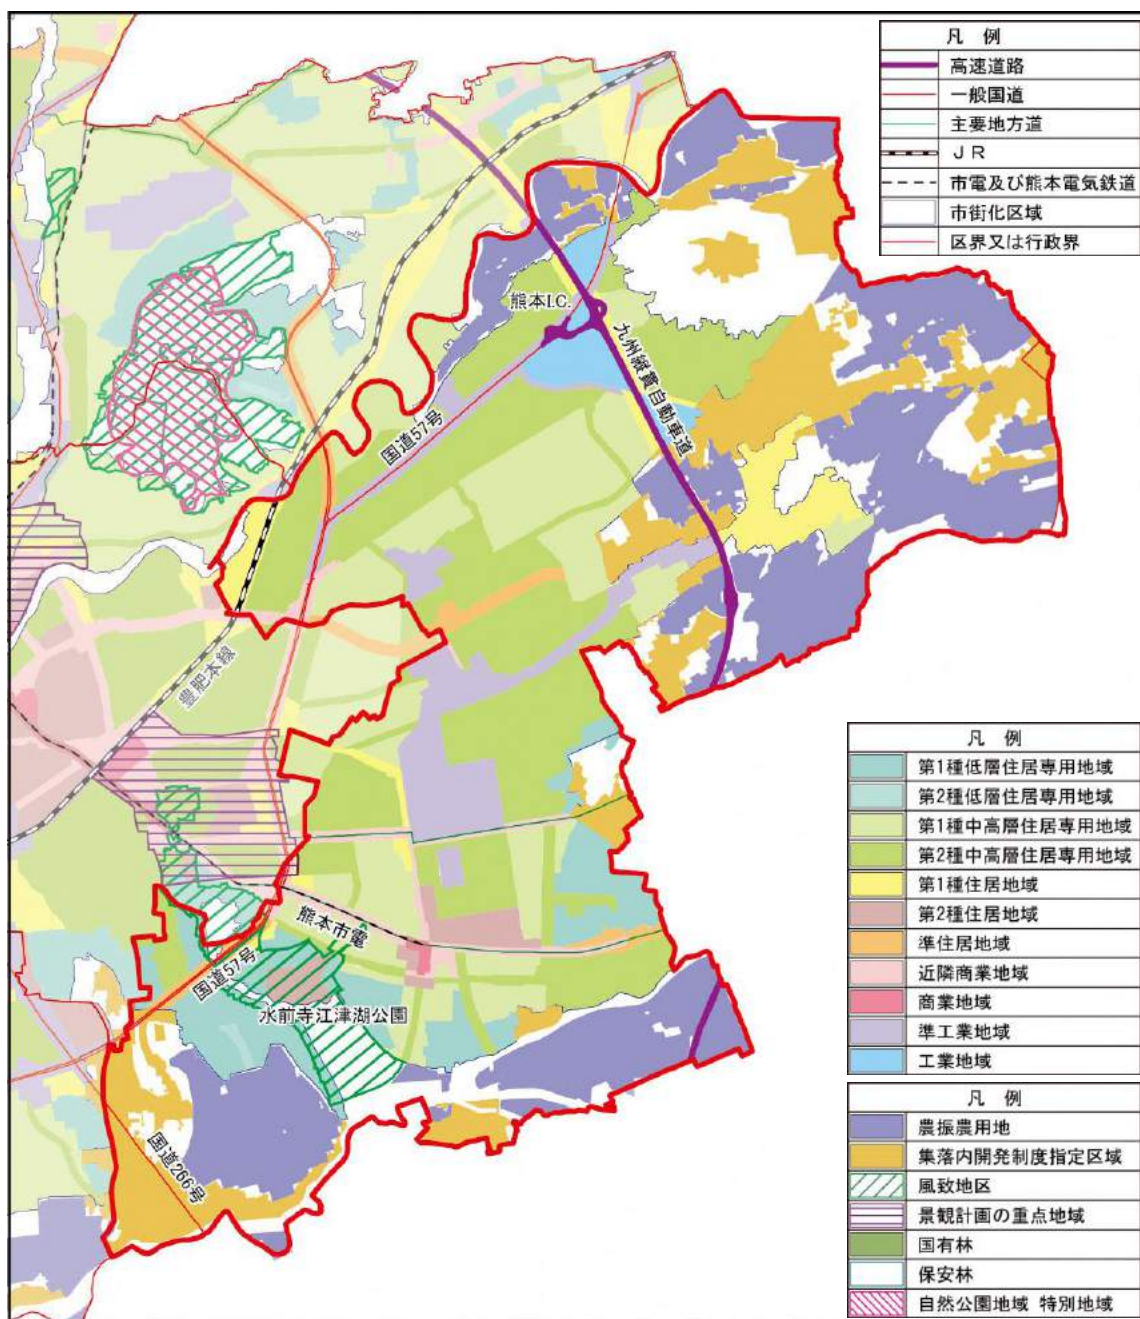 凡 例
高速道路
一般国道
主要地方道
ＪＲ
市電及び熊本電気鉄道
市街化区域
区界又は行政界
熊本I.C.
九州縦貫自動車道
国道57号
豊肥本線
熊本市電
国道57号
水前寺江津湖公園
国道266号
凡 例
第1種低層住居専用地域
第2種低層住居専用地域
第1種中高層住居専用地域
第2種中高層住居専用地域
第1種住居地域
第2種住居地域
準住居地域
近隣商業地域
商業地域
準工業地域
工業地域
凡 例
農振農用地
集落内開発制度指定区域
風致地区
景観計画の重点地域
国有林
保安林
自然公園地域 特別地域